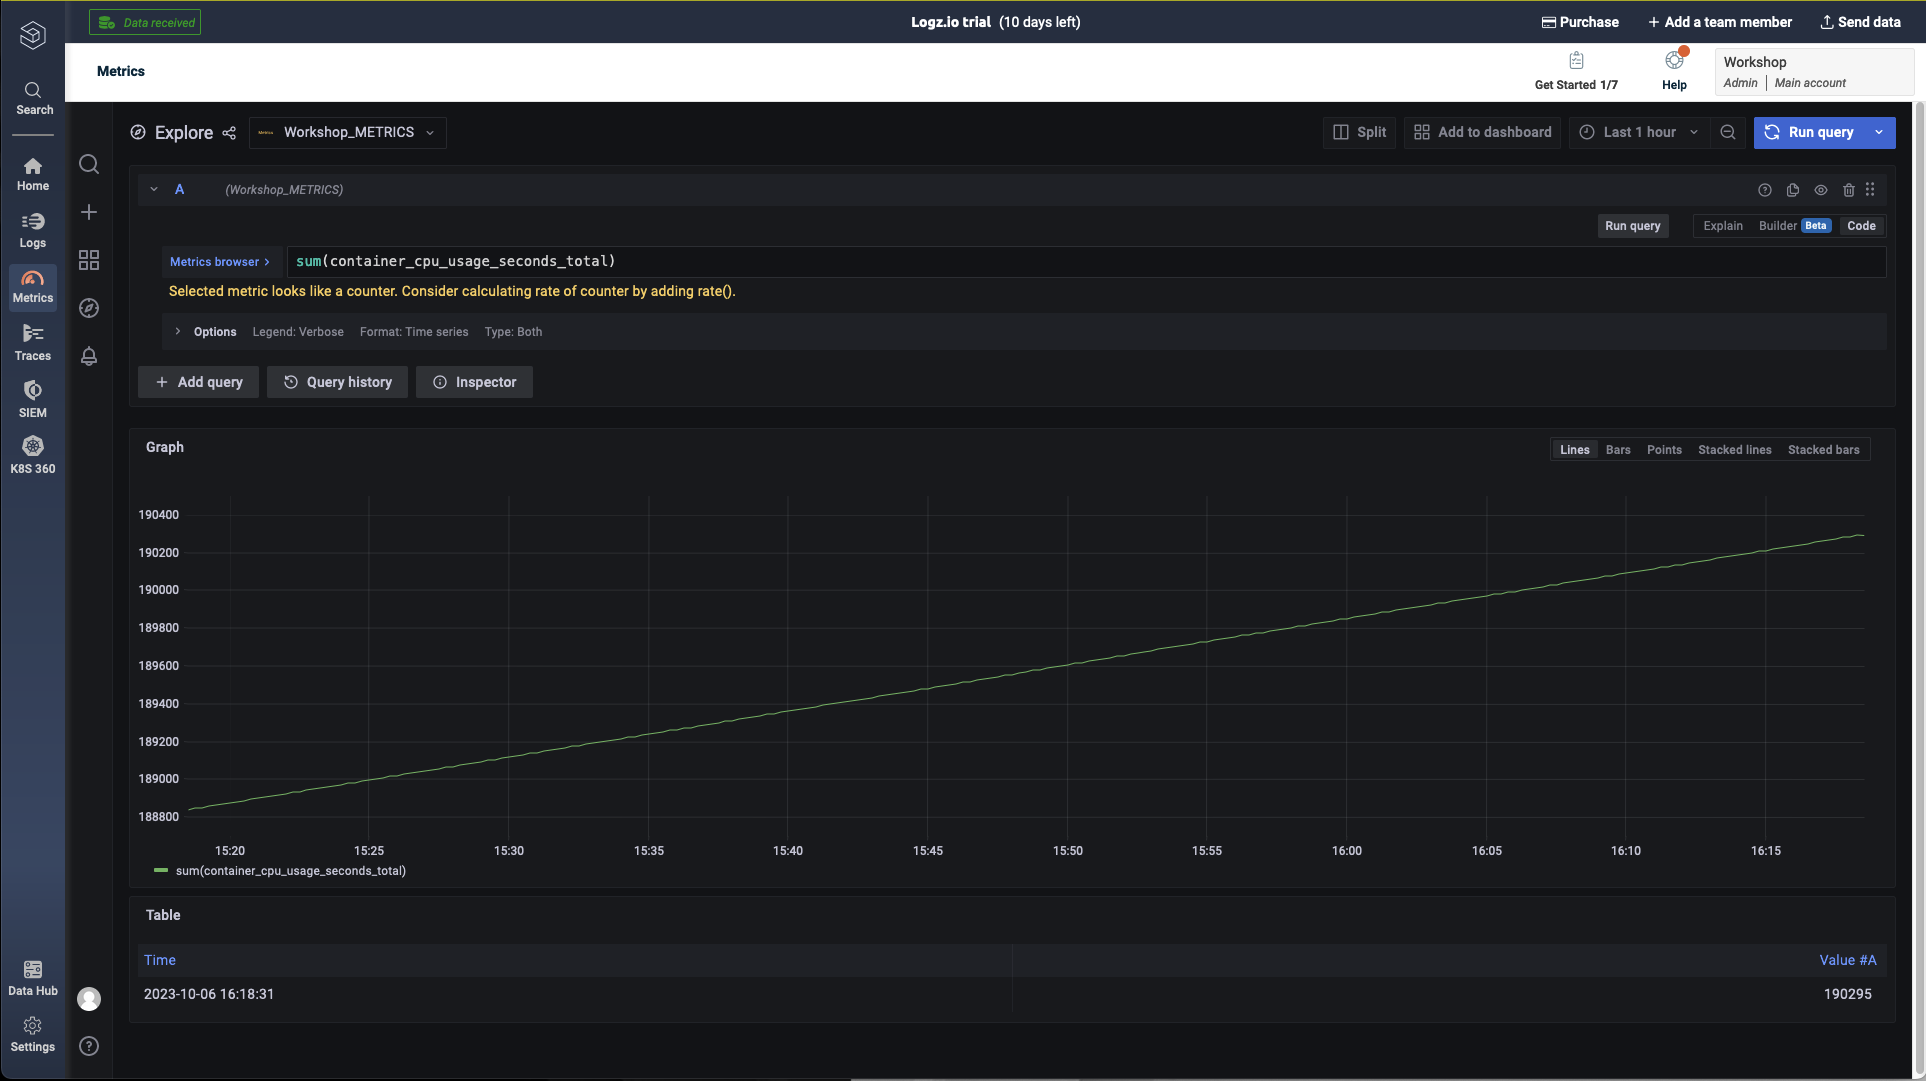 Data received
Logz.io trial (10 days left)
Purchase
Add a team member
Send data
Metrics
Get Started 1/7
Help
Workshop
Admin | Main account
Search
Home
Logs
Metrics
Traces
SIEM
K8S 360
Data Hub
Settings
Explore
Workshop_METRICS
Split
Add to dashboard
Last 1 hour
Run query
A
(Workshop_METRICS)
Run query
Explain
Builder Beta
Code
Metrics browser >
sum(container_cpu_usage_seconds_total)
Selected metric looks like a counter. Consider calculating rate of counter by adding rate().
Options Legend: Verbose Format: Time series Type: Both
+ Add query
Query history
Inspector
Graph
Lines Bars Points Stacked lines Stacked bars
190400
190200
190000
189800
189600
189400
189200
189000
188800
15:20 15:25 15:30 15:35 15:40 15:45 15:50 15:55 16:00 16:05 16:10 16:15
sum(container_cpu_usage_seconds_total)
Table
Time Value #A
2023-10-06 16:18:31 190295